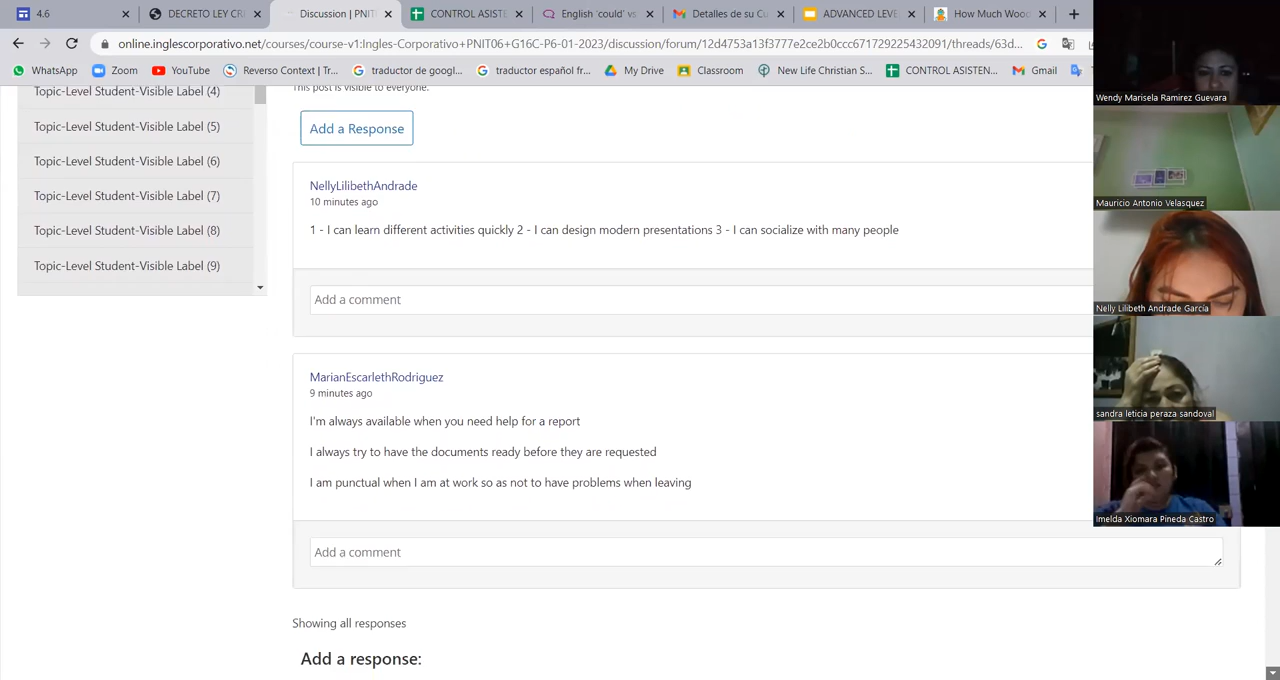 4.6
DECRETO LEY CR
Discussion | PNIT
CONTROL ASISTE
English 'could' vs
Detalles de su C
ADVANCED LEVE
How Much Woo
online.inglescorporativo.net/courses/course-v1:Ingles-Corporativo+PNIT06+G16C-P6-01-2023/discussion/forum/12d4753a13f3777e2ce2b0ccc671729225432091/threads/63d...
WhatsApp
Zoom
YouTube
Reverso Context Tr...
traductor de googl...
traductor español fr...
My Drive
Classroom
New Life Christian S...
CONTROL ASISTEN...
Gmail
This post is visible to everyone.
Topic-Level Student-Visible Label (4)
Topic-Level Student-Visible Label (5)
Topic-Level Student-Visible Label (6)
Topic-Level Student-Visible Label (7)
Topic-Level Student-Visible Label (8)
Topic-Level Student-Visible Label (9)
Add a Response
NellyLilibethAndrade
10 minutes ago
1 - I can learn different activities quickly 2 - I can design modern presentations 3 - I can socialize with many people
Add a comment
MarianEscarlethRodriguez
9 minutes ago
I'm always available when you need help for a report
I always try to have the documents ready before they are requested
I am punctual when I am at work so as not to have problems when leaving
Add a comment
Showing all responses
Add a response:
Wendy Marisela Ramirez Guevara
Mauricio Antonio Velasquez
Nelly Lilibeth Andrade García
sandra leticia peraza sandoval
Imelda Xiomara Pineda Castro